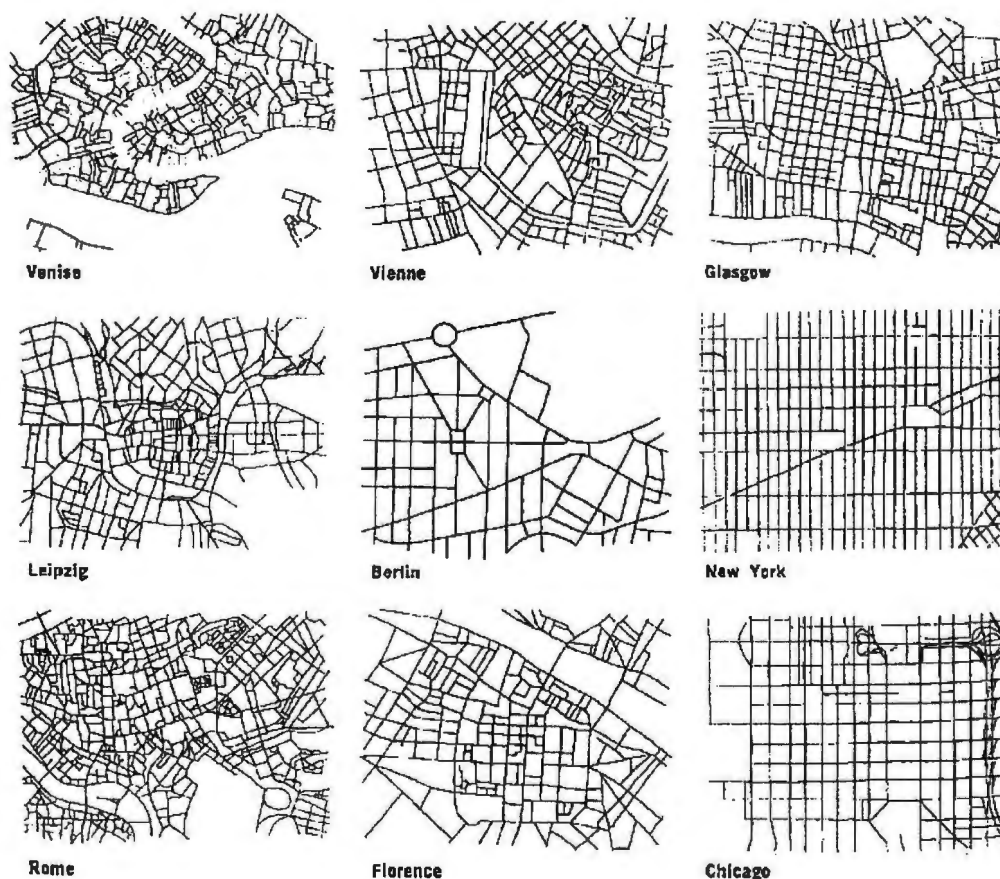 Venise
Vienne
Glasgow
Leipzig
Berlin
New York
Rome
Florence
Chicago